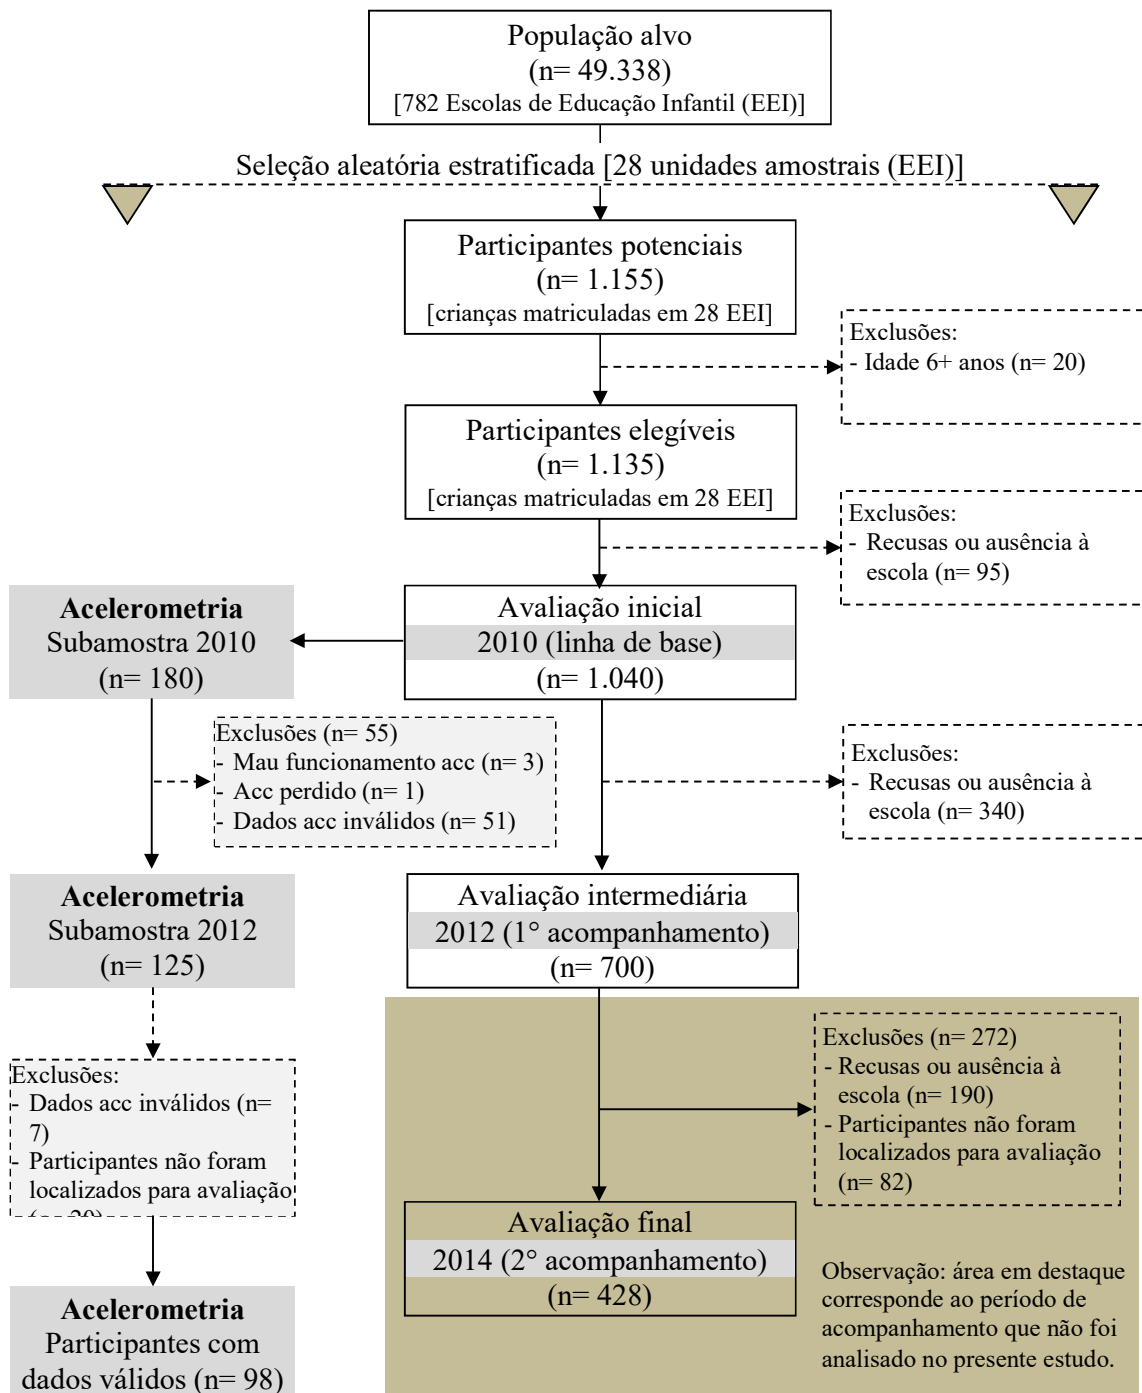 População alvo
(n= 49.338)
[782 Escolas de Educação Infantil (EEI)]
Seleção aleatória estratificada [28 unidades amostrais (EEI)]
Participantes potenciais
(n= 1.155)
[crianças matriculadas em 28 EEI]
Exclusões:
- Idade 6+ anos (n= 20)
Participantes elegíveis
(n= 1.135)
[crianças matriculadas em 28 EEI]
Exclusões:
- Recusas ou ausência à
escola (n= 95)
Avaliação inicial
2010 (linha de base)
(n= 1.040)
Acelerometria
Subamostra 2010
(n= 180)
Exclusões (n= 55)
- Mau funcionamento acc (n= 3)
- Acc perdido (n= 1)
- Dados acc inválidos (n= 51)
Exclusões:
- Recusas ou ausência à
escola (n= 340)
Acelerometria
Subamostra 2012
(n= 125)
Avaliação intermediária
2012 (1° acompanhamento)
(n= 700)
Exclusões:
- Dados acc inválidos (n=
7)
- Participantes não foram
localizados para avaliação
(n= 20)
Exclusões (n= 272)
- Recusas ou ausência à
escola (n= 190)
- Participantes não foram
localizados para avaliação
(n= 82)
Avaliação final
2014 (2° acompanhamento)
(n= 428)
Acelerometria
Participantes com
dados válidos (n= 98)
Observação: área em destaque
corresponde ao período de
acompanhamento que não foi
analisado no presente estudo.